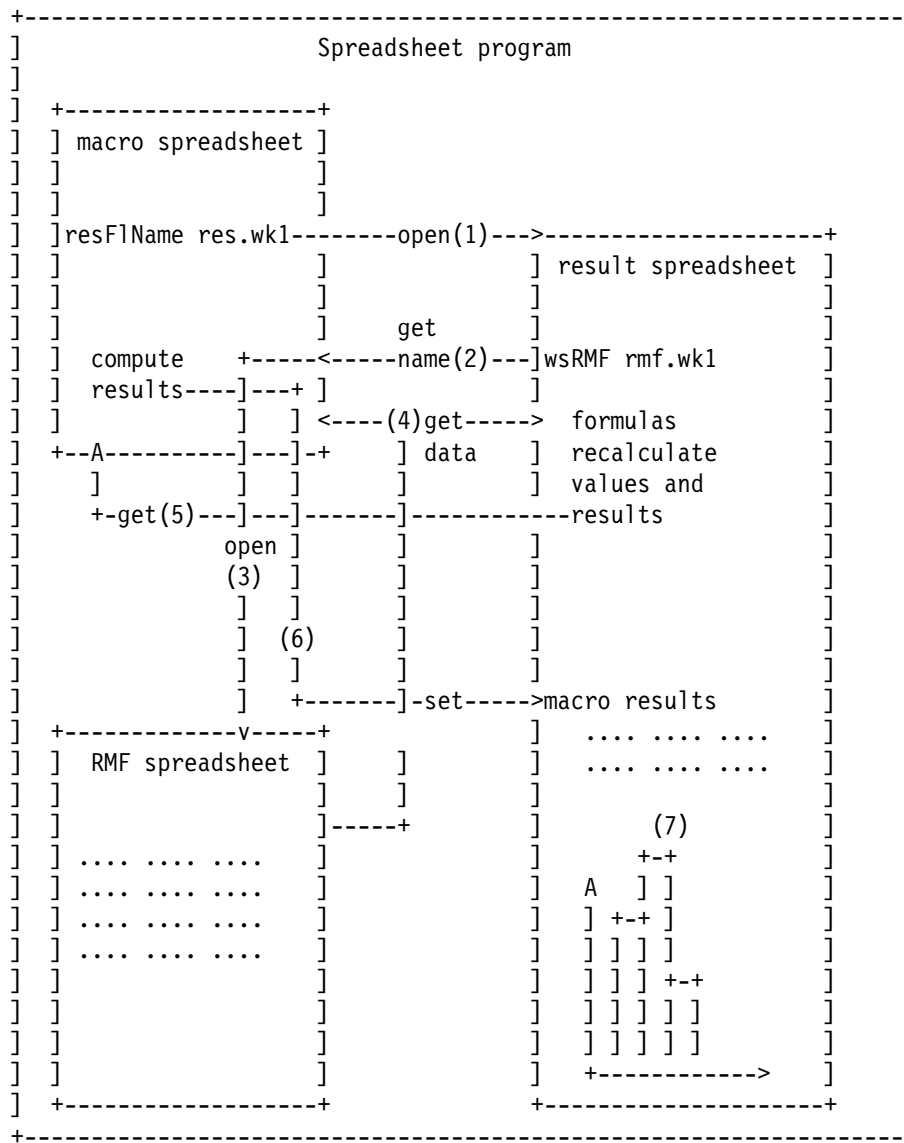 Spreadsheet program
macro spreadsheet
resFlName res.wk1--------open(1)--->
result spreadsheet
get
compute +-----<-----name(2)---]wsRMF rmf.wk1
results----]---+ ]
<----(4)get-----> formulas
+--A-----------]---]-+ ] data ] recalculate
values and
+-get(5)---]---]-------]------------results
open
(3)
(6)
+-------]-set----->macro results
+-------------v-----+ ] .... .... ....
RMF spreadsheet ] ] ] .... .... ....
(7)
.... .... ....
.... .... .... A
.... .... ....
.... .... ....